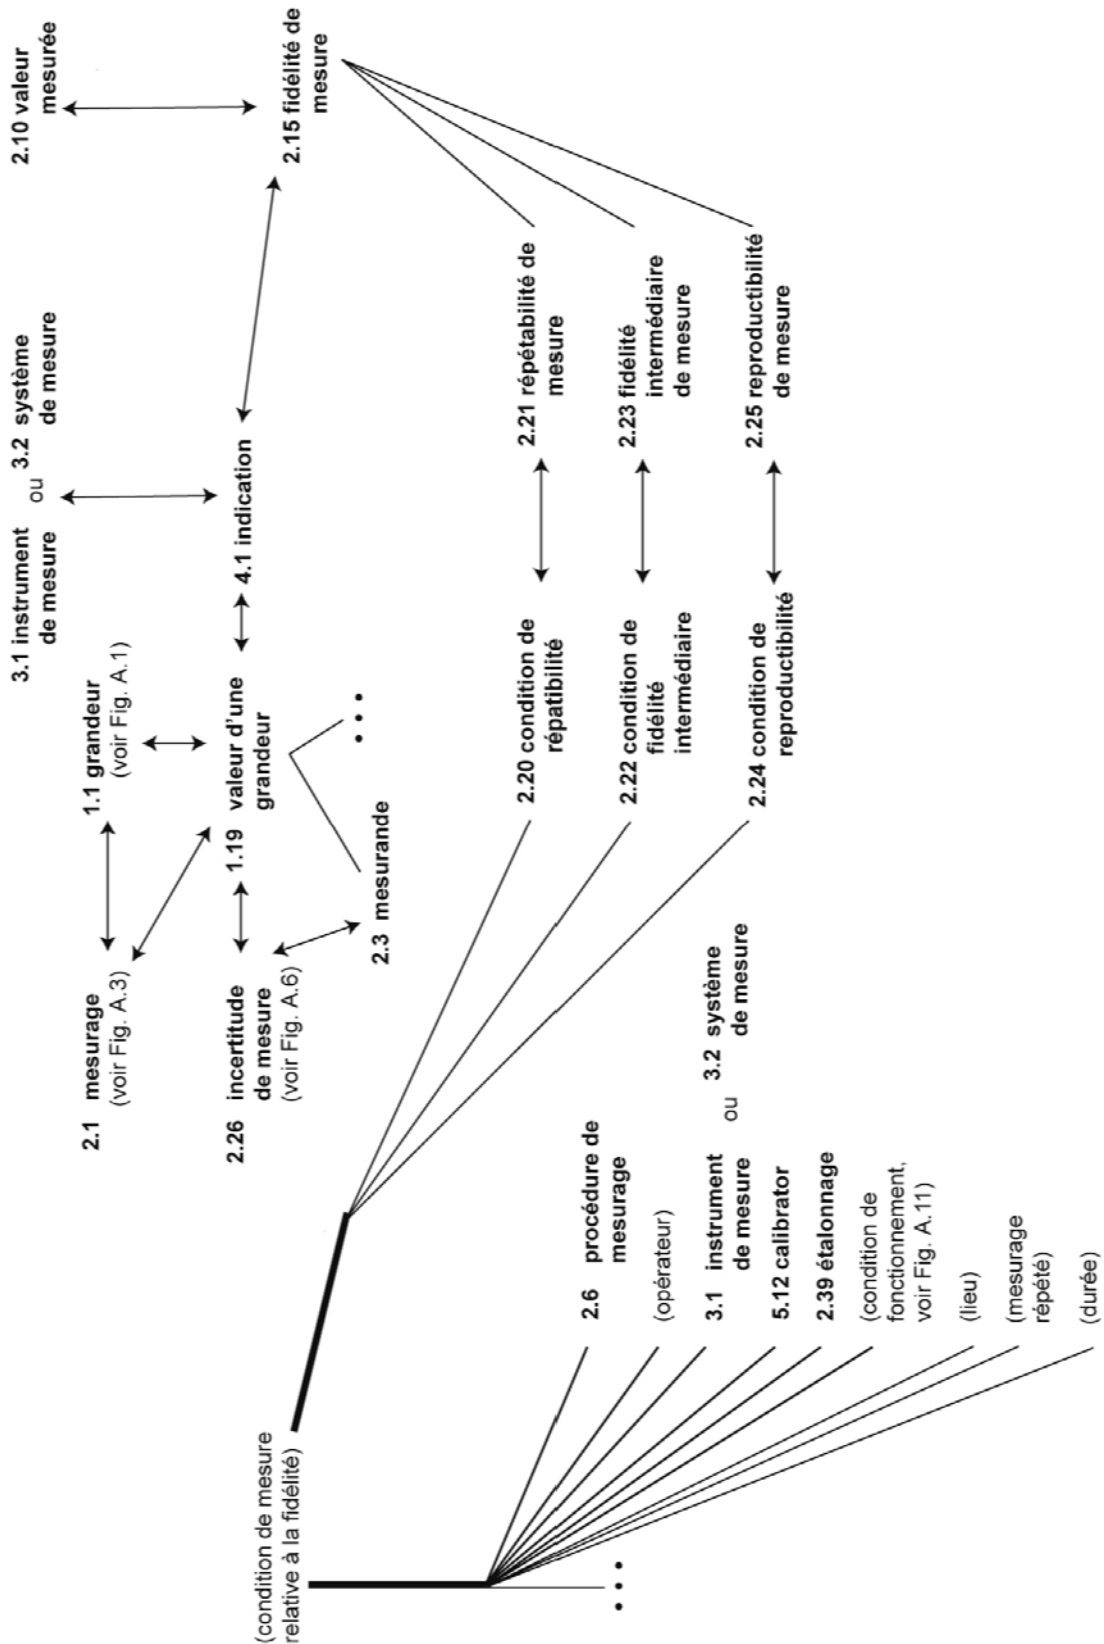 2.10 valeur
mesurée
3.1 instrument
de mesure
ou
3.2 système
de mesure
1.1 grandeur
(voir Fig. A.1)
2.1 mesurage
(voir Fig. A.3)
2.15 fidélité de
mesure
4.1 indication
1.19 valeur d'une
grandeur
2.26 incertitude
de mesure
(voir Fig. A.6)
2.3 mesurande
(condition de mesure
relative à la fidélité)
2.20 condition de
répatibilité
2.21 répétabilité de
mesure
2.22 condition de
fidélité
intermédiaire
2.23 fidélité
intermédiaire
de mesure
2.24 condition de
reproductibilité
2.25 reproductibilité
de mesure
2.6 procédure de
mesurage
(opérateur)
3.1 instrument
de mesure
ou
3.2 système
de mesure
5.12 calibrator
2.39 étalonnage
(condition de
fonctionnement,
voir Fig. A.11)
(lieu)
(mesurage
répété)
(durée)